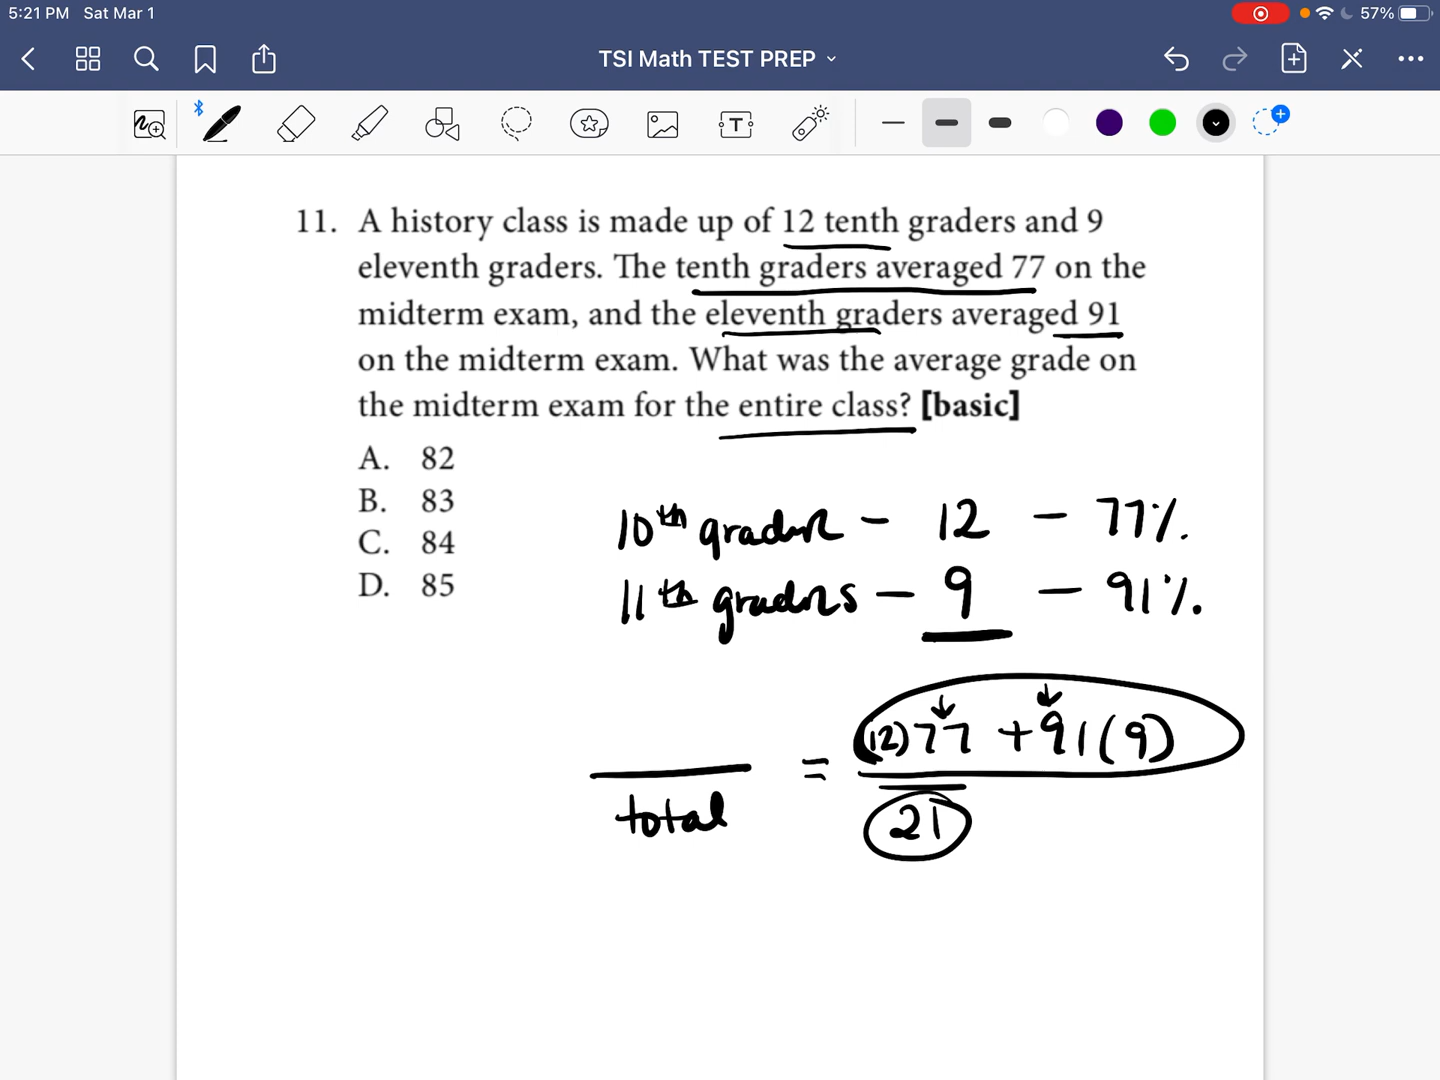 5:21 PM Sat Mar 1
57%
TSI Math TEST PREP
T
11. A history class is made up of 12 tenth graders and 9
eleventh graders. The tenth graders averaged 77 on the
midterm exam, and the eleventh graders averaged 91
on the midterm exam. What was the average grade on
the midterm exam for the entire class? [basic]
A. 82
B. 83
C. 84
D. 85
10th graders - 12 - 77%
11th graders - 9 - 91%
(12)77 + 91(9)
=
total
21